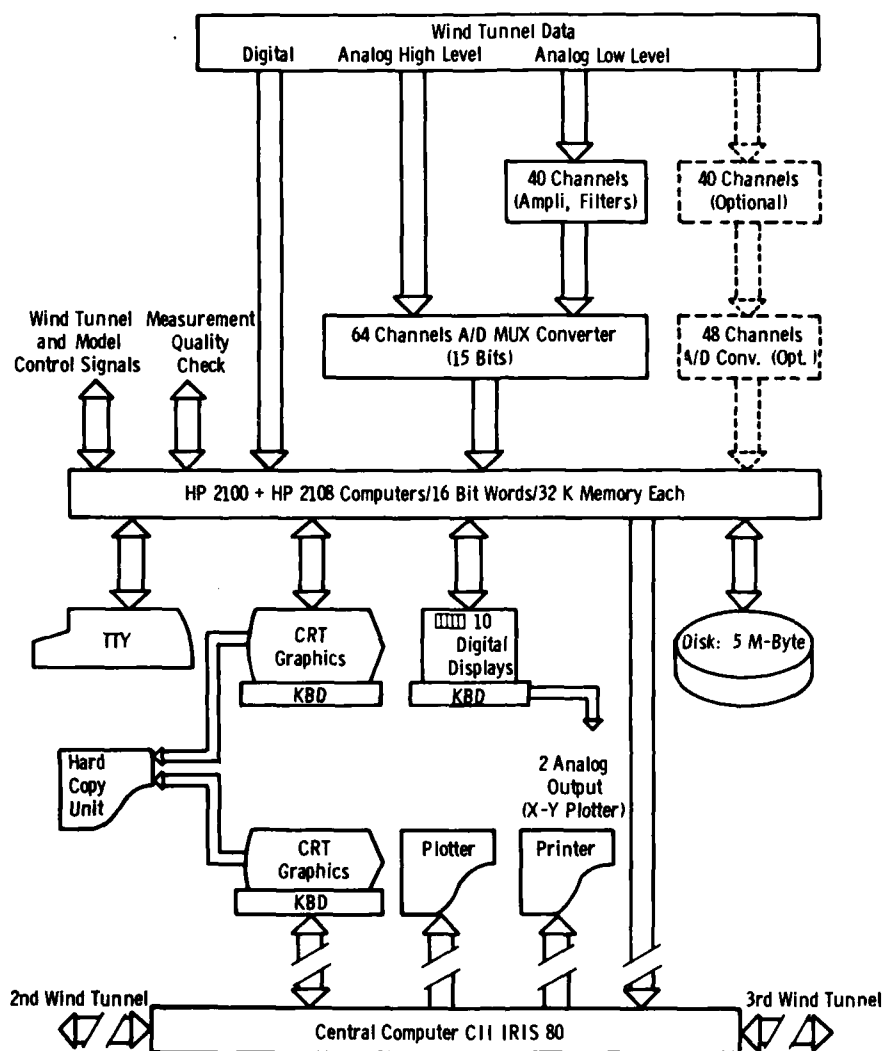 Wind Tunnel Data
Digital
Analog High Level
Analog Low Level
40 Channels
(Ampli, Filters)
40 Channels
(Optional)
Wind Tunnel
and Model
Control Signals
Measurement
Quality
Check
64 Channels A/D MUX Converter
(15 Bits)
48 Channels
A/D Conv. (Opt.)
HP 2100 + HP 2108 Computers/16 Bit Words/32 K Memory Each
TTY
CRT
Graphics
KBD
10
Digital
Displays
KBD
Disk: 5 M-Byte
Hard
Copy
Unit
2 Analog
Output
(X-Y Plotter)
CRT
Graphics
KBD
Plotter
Printer
2nd Wind Tunnel
3rd Wind Tunnel
Central Computer CII IRIS 80